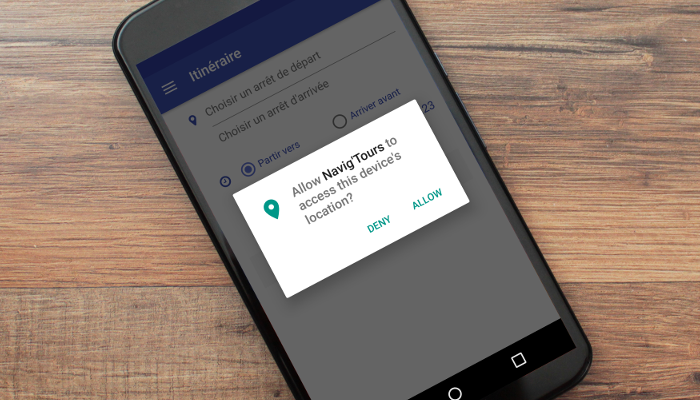 Itinéraire
Choisir un arrêt de départ
Choisir un arrêt d'arrivée
Partir vers
Arriver avant
23
Allow Navig'Tours to
access this device's
location?
DENY
ALLOW